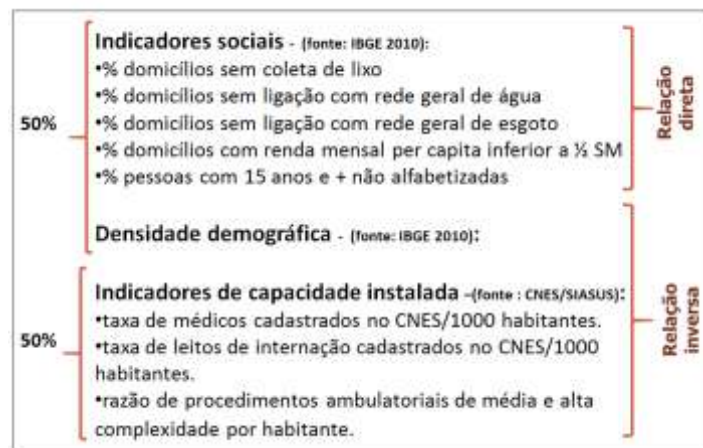 Indicadores sociais - (fonte: IBGE 2010):
•% domicílios sem coleta de lixo
•% domicílios sem ligação com rede geral de água
50%
•% domicílios sem ligação com rede geral de esgoto
•% domicílios com renda mensal per capita inferior a ½ SM
•% pessoas com 15 anos e + não alfabetizadas
Relação
direta
Densidade demográfica - (fonte: IBGE 2010):
Indicadores de capacidade instalada –(fonte : CNES/SIASUS):
•taxa de médicos cadastrados no CNES/1000 habitantes.
50%
•taxa de leitos de internação cadastrados no CNES/1000
habitantes.
•razão de procedimentos ambulatoriais de média e alta
complexidade por habitante.
Relação
inversa